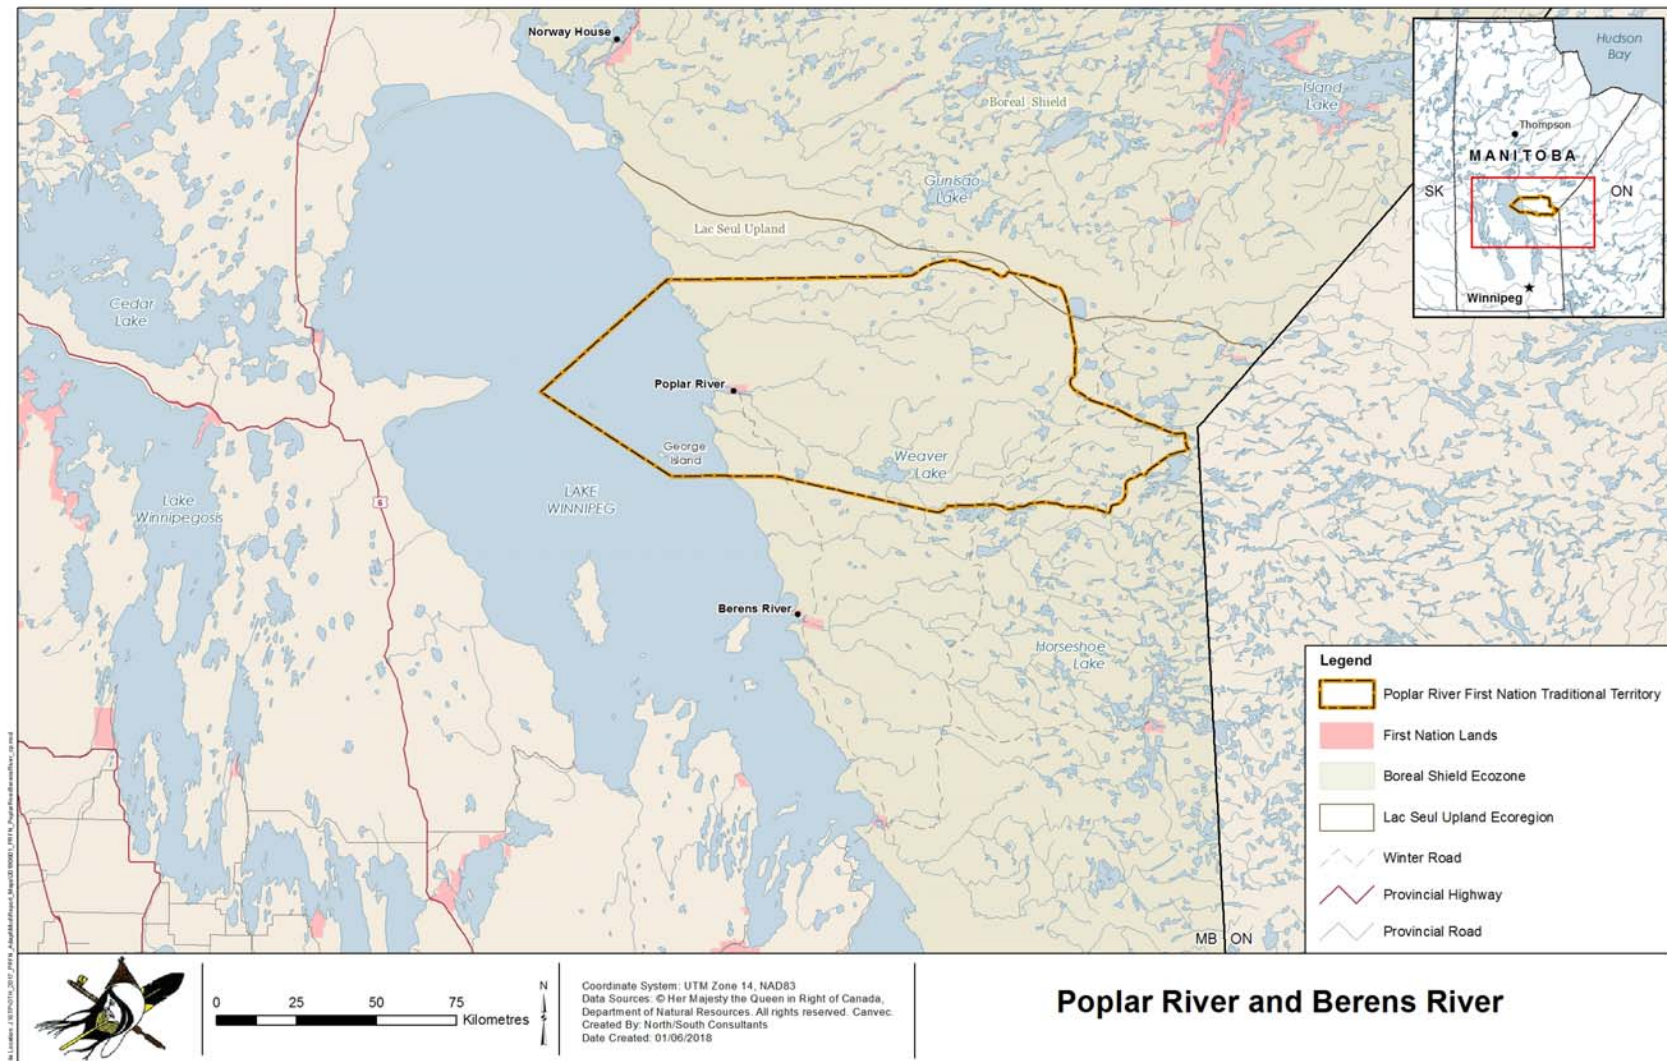 Norway House
Boreal Shield
Island
Lake
Gunisao
Lake
Lac Seul Upland
Cedar
Lake
Poplar River
George
Island
Weaver
Lake
Lake
Winnipegosis
6
LAKE
WINNIPEG
Berens River
Horseshoe
Lake
MB
ON
Hudson
Bay
Thompson
MANITOBA
SK
ON
Winnipeg
Legend
Poplar River First Nation Traditional Territory
First Nation Lands
Boreal Shield Ecozone
Lac Seul Upland Ecoregion
Winter Road
Provincial Highway
Provincial Road
0 25 50 75
Kilometres
N
S
Coordinate System: UTM Zone 14, NAD83
Data Sources: © Her Majesty the Queen in Right of Canada,
Department of Natural Resources. All rights reserved. Canvec.
Created By: North/South Consultants
Date Created: 01/06/2018
Poplar River and Berens River